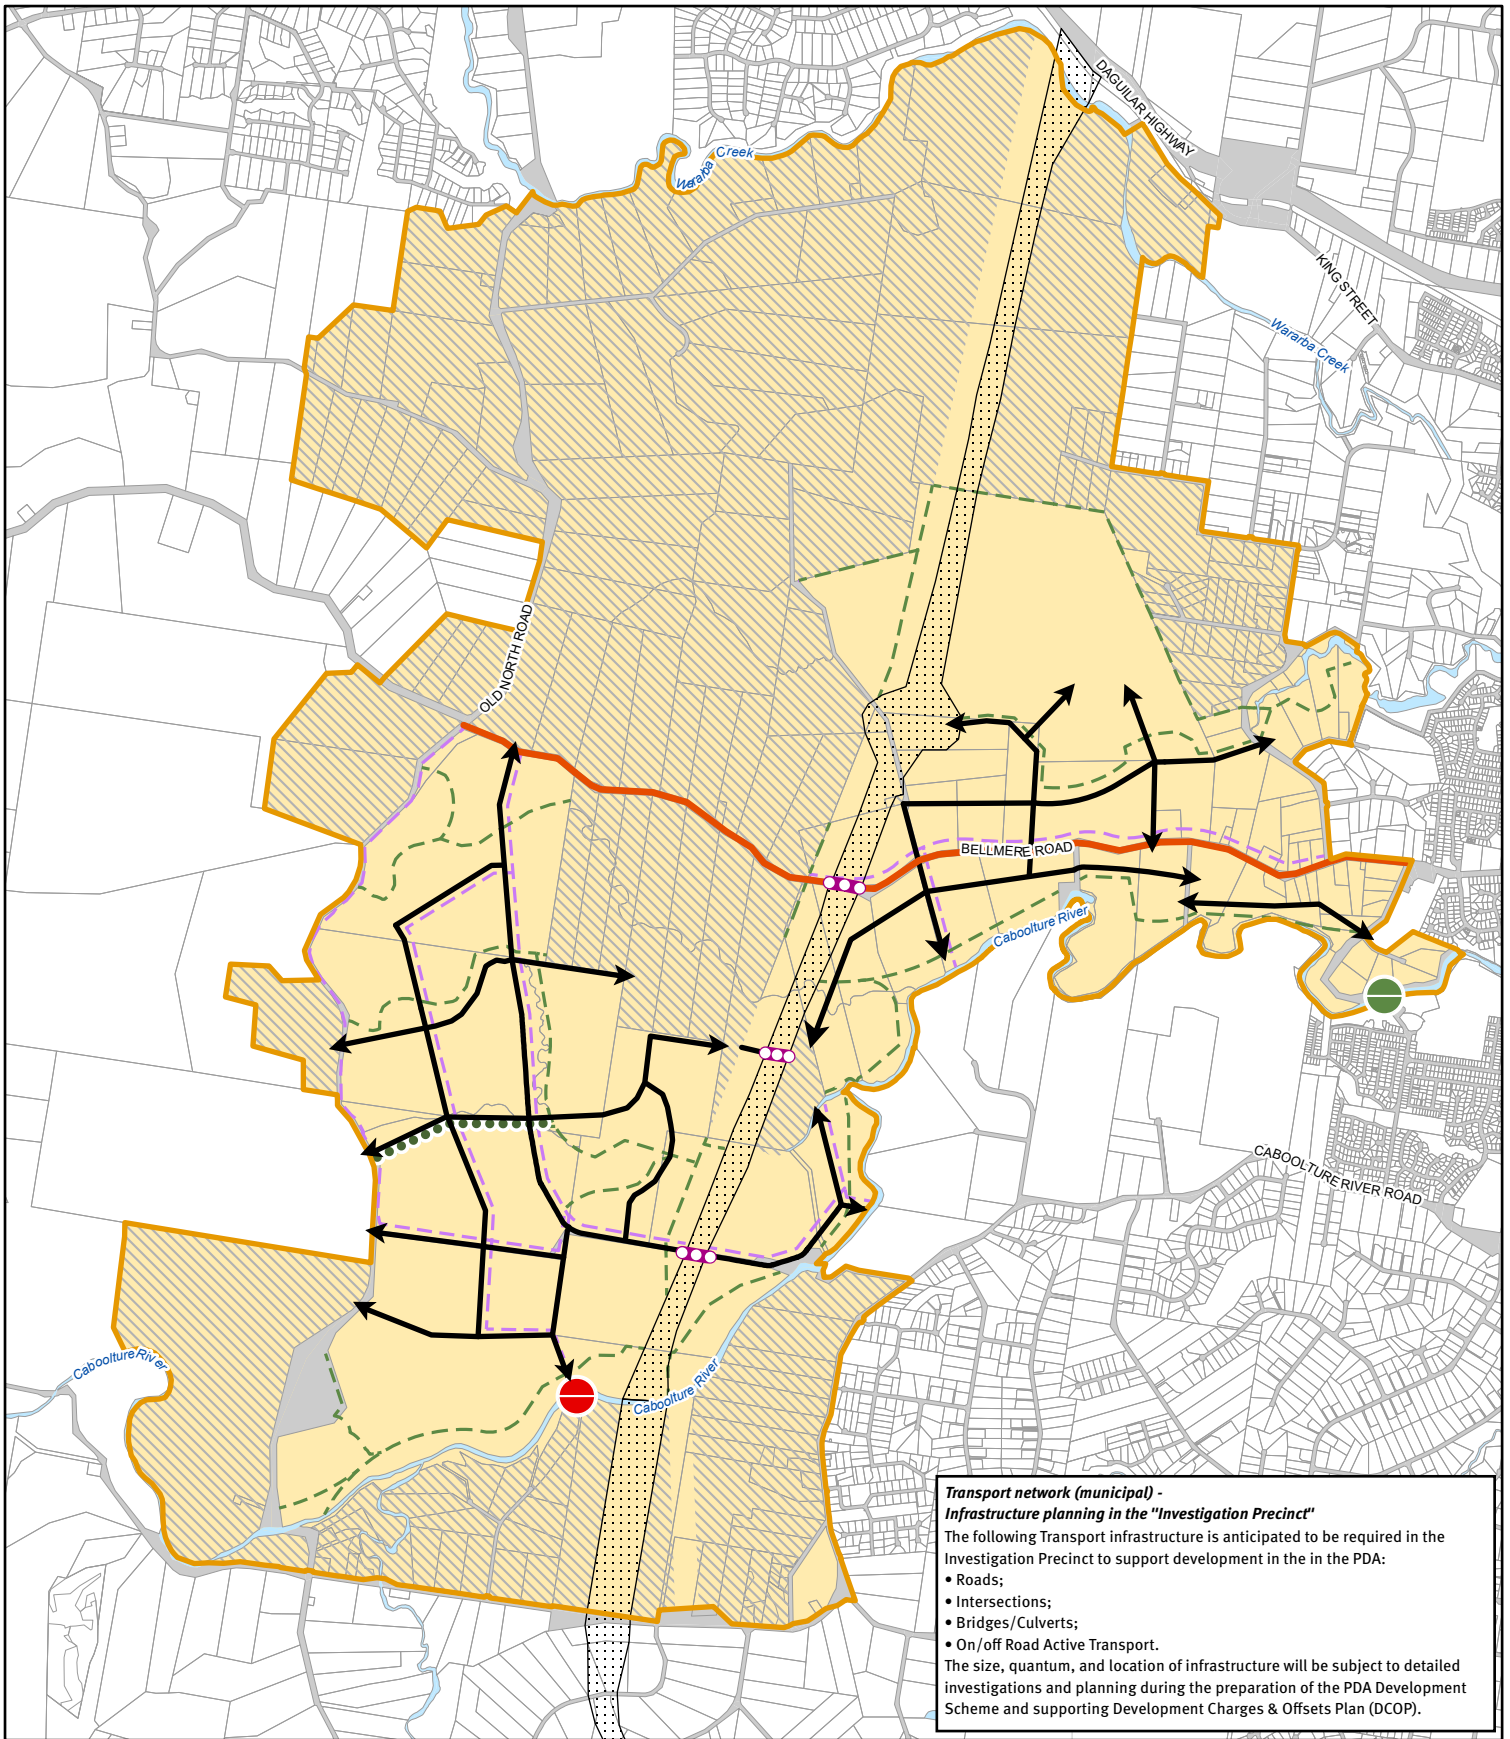 DAGUILAR HIGHWAY
Wararba Creek
KING STREET
Wararba Creek
OLD NORTH ROAD
BELLMERE ROAD
Caboolture River
CABOOLTURE RIVER ROAD
Caboolture River
Caboolture River
Transport network (municipal) -
Infrastructure planning in the "Investigation Precinct"
The following Transport infrastructure is anticipated to be required in the
Investigation Precinct to support development in the in the PDA:
• Roads;
• Intersections;
• Bridges/Culverts;
• On/off Road Active Transport.
The size, quantum, and location of infrastructure will be subject to detailed
investigations and planning during the preparation of the PDA Development
Scheme and supporting Development Charges & Offsets Plan (DCOP).